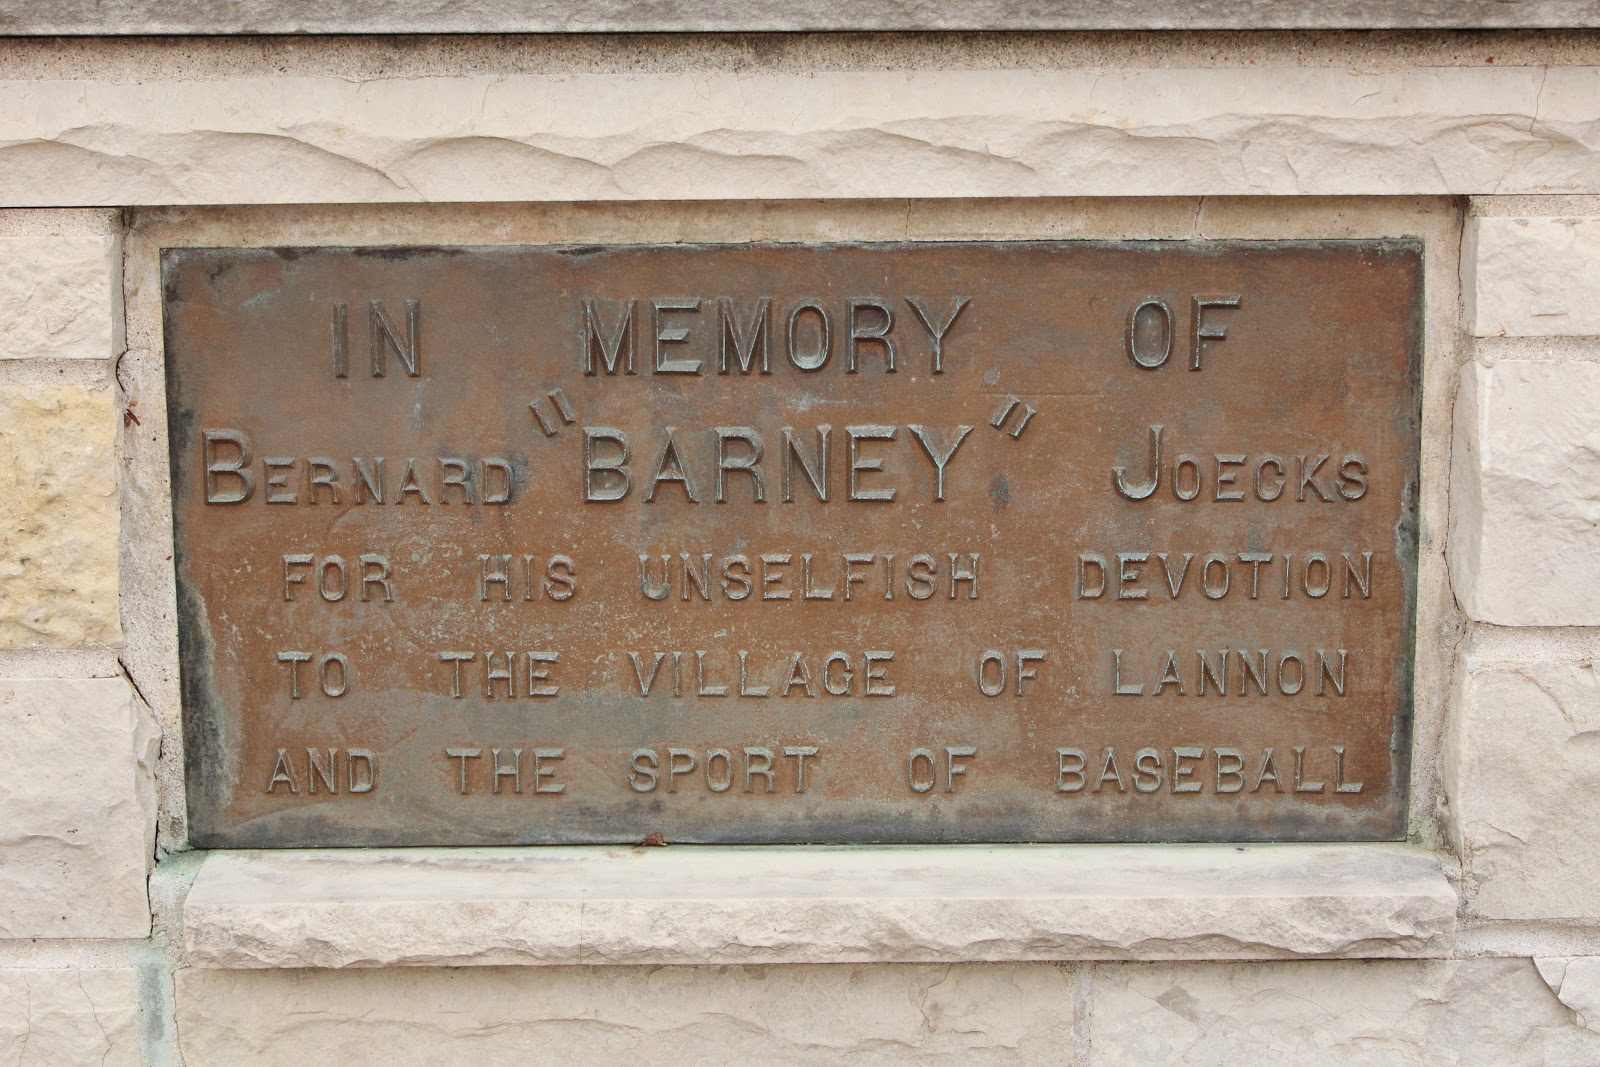 IN MEMORY OF
BERNARD "BARNEY" JOECKS
FOR HIS UNSELFISH DEVOTION
TO THE VILLAGE OF LANNON
AND THE SPORT OF BASEBALL